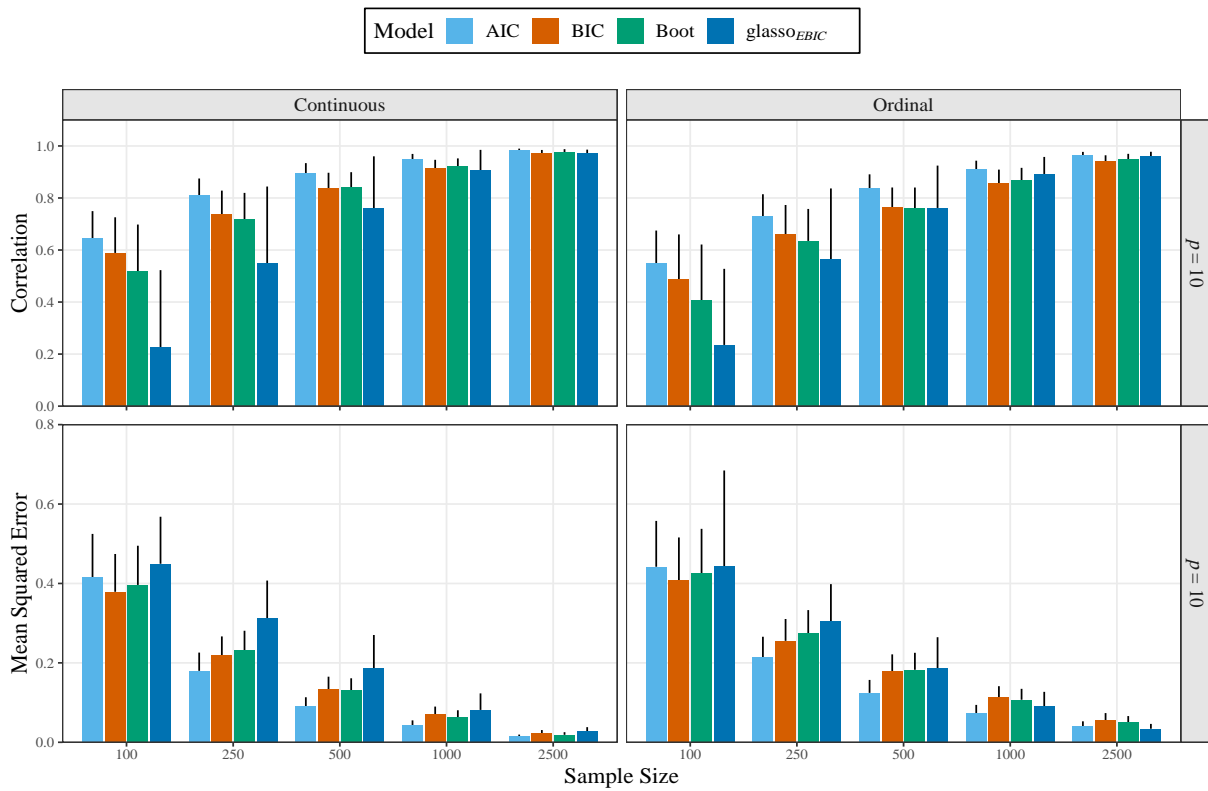 Model AIC BIC Boot glassoEBIC
Continuous Ordinal
Correlation
1.0
0.8
0.6
0.4
0.2
0.0
p = 10
Mean Squared Error
0.8
0.6
0.4
0.2
0.0
p = 10
100 250 500 1000 2500 100 250 500 1000 2500
Sample Size